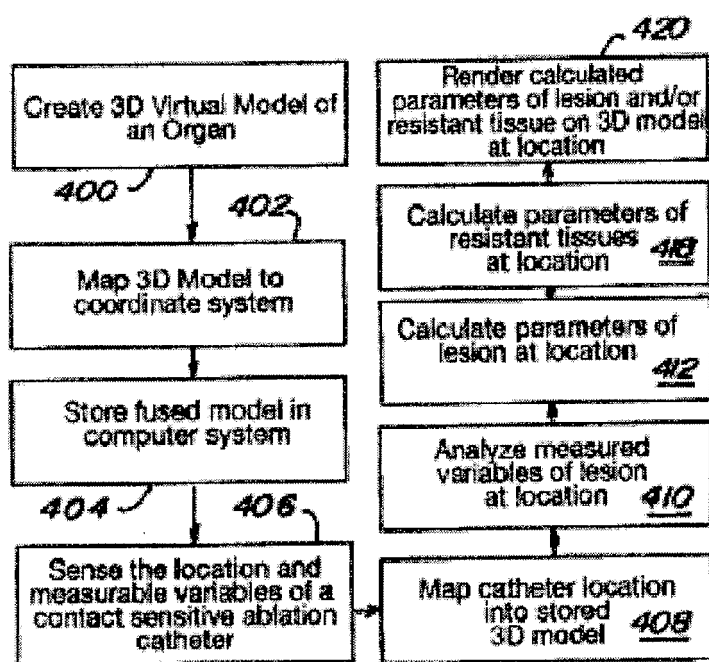 Create 3D Virtual Model of
an Organ
400
402
Map 3D Model to
coordinate system
Store fused model in
computer system
404
406
Sense the location and
measurable variables of a
contact sensitive ablation
catheter
Map catheter location
into stored
3D model 408
Analyze measured
variables of lesion
at location 410
Calculate parameters of
lesion at location
412
Calculate parameters of
resistant tissues
at location 418
420
Render calculated
parameters of lesion and/or
resistant tissue on 3D model
at location